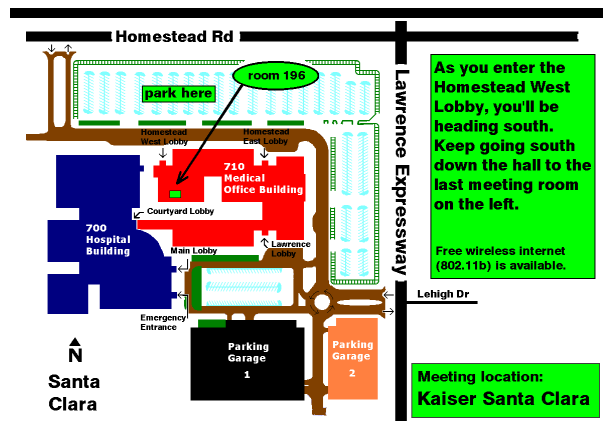 Homestead Rd
room 196
park here
Homestead
West Lobby
Homestead
East Lobby
710
Medical
Office Building
Courtyard Lobby
700
Hospital
Building
Main Lobby
Lawrence
Lobby
Emergency
Entrance
Lawrence Expressway
Lehigh Dr
Parking
Garage
1
Parking
Garage
2
N
Santa
Clara
As you enter the
Homestead West
Lobby, you'll be
heading south.
Keep going south
down the hall to the
last meeting room
on the left.
Free wireless internet
(802.11b) is available.
Meeting location:
Kaiser Santa Clara